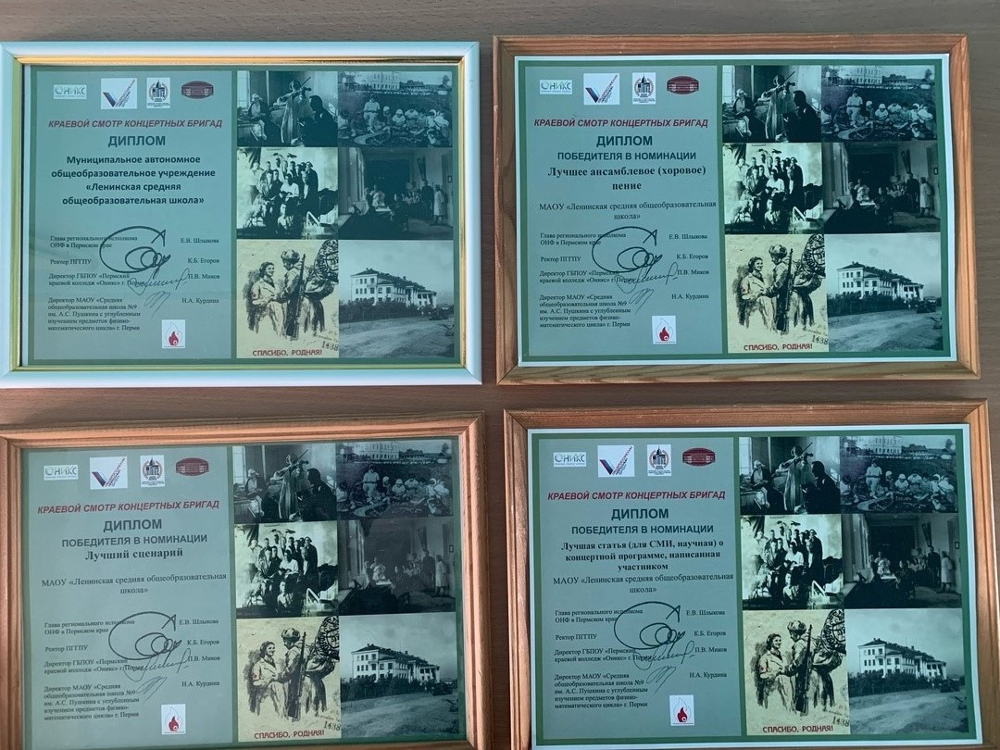 ОНИКС
КРАЕВОЙ СМОТР КОНЦЕРТНЫХ БРИГАД
ДИПЛОМ
Муниципальное автономное
общеобразовательное учреждение
«Ленинская средняя
общеобразовательная школа»
Глава регионального исполкома
ОНФ в Пермском крае
Е.В. Шлыкова
Ректор ПГГПУ
К.Б. Егоров
Директор ГБПОУ «Пермский
краевой колледж «Оникс» г. Перми
П.В. Миков
Директор МАОУ «Средняя
общеобразовательная школа №9
им. А.С. Пушкина с углубленным
изучением предметов физико-
математического цикла» г. Перми
Н.А. Курдина
1438
СПАСИБО, РОДНАЯ!
ОНИКС
КРАЕВОЙ СМОТР КОНЦЕРТНЫХ БРИГАД
ДИПЛОМ
ПОБЕДИТЕЛЯ В НОМИНАЦИИ
Лучшее ансамблевое (хоровое)
пение
МАОУ «Ленинская средняя общеобразовательная
школа»
Глава регионального исполкома
ОНФ в Пермском крае
Е.В. Шлыкова
Ректор ПГГПУ
К.Б. Егоров
Директор ГБПОУ «Пермский
краевой колледж «Оникс» г. Перми
П.В. Миков
Директор МАОУ «Средняя
общеобразовательная школа №9
им. А.С. Пушкина с углубленным
изучением предметов физико-
математического цикла» г. Перми
Н.А. Курдина
1438
СПАСИБО, РОДНАЯ!
ОНИКС
КРАЕВОЙ СМОТР КОНЦЕРТНЫХ БРИГАД
ДИПЛОМ
ПОБЕДИТЕЛЯ В НОМИНАЦИИ
Лучший сценарий
МАОУ «Ленинская средняя общеобразовательная
школа»
Глава регионального исполкома
ОНФ в Пермском крае
Е.В. Шлыкова
Ректор ПГГПУ
К.Б. Егоров
Директор ГБПОУ «Пермский
краевой колледж «Оникс» г. Перми
П.В. Миков
Директор МАОУ «Средняя
общеобразовательная школа №9
им. А.С. Пушкина с углубленным
изучением предметов физико-
математического цикла» г. Перми
Н.А. Курдина
1438
СПАСИБО, РОДНАЯ!
ОНИКС
КРАЕВОЙ СМОТР КОНЦЕРТНЫХ БРИГАД
ДИПЛОМ
ПОБЕДИТЕЛЯ В НОМИНАЦИИ
Лучшая статья (для СМИ, научная) о
концертной программе, написанная
участником
МАОУ «Ленинская средняя общеобразовательная
школа»
Глава регионального исполкома
ОНФ в Пермском крае
Е.В. Шлыкова
Ректор ПГГПУ
К.Б. Егоров
Директор ГБПОУ «Пермский
краевой колледж «Оникс» г. Перми
П.В. Миков
Директор МАОУ «Средняя
общеобразовательная школа №9
им. А.С. Пушкина с углубленным
изучением предметов физико-
математического цикла» г. Перми
Н.А. Курдина
1438
СПАСИБО, РОДНАЯ!